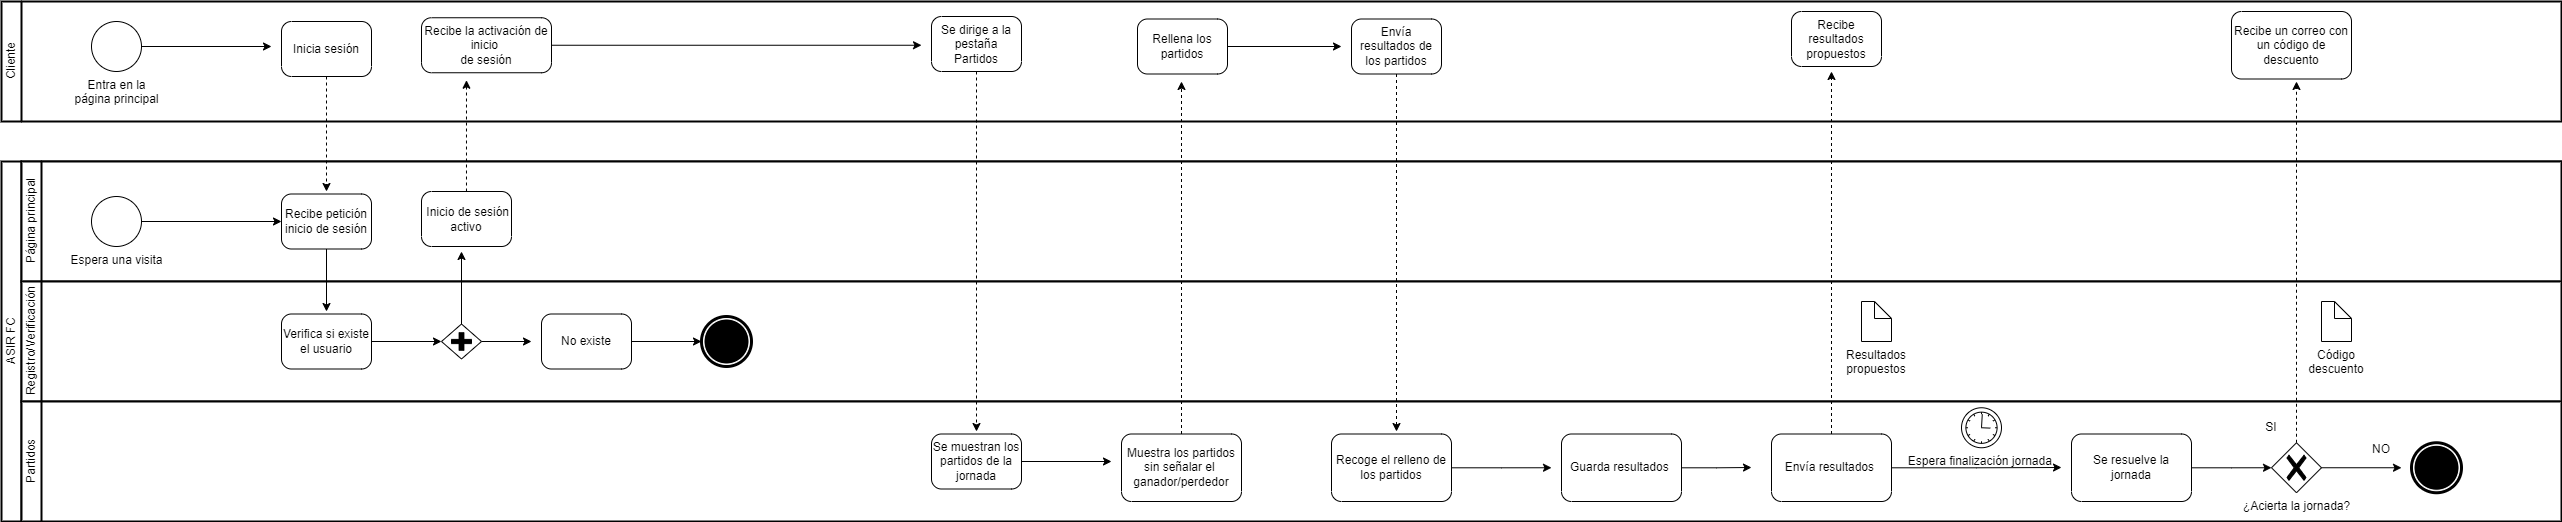 Cliente
Entra en la
página principal
Inicia sesión
Recibe la activación de
inicio
de sesión
Se dirige a la
pestaña
Partidos
Rellena los
partidos
Envía
resultados de
los partidos
Recibe
resultados
propuestos
Recibe un correo con
un código de
descuento
ASIR FC
Página principal
Espera una visita
Recibe petición
inicio de sesión
Inicio de sesión
activo
Registro/Verificación
Verifica si existe
el usuario
No existe
Resultados
propuestos
Código
descuento
Partidos
Se muestran los
partidos de la
jornada
Muestra los partidos
sin señalar el
ganador/perdedor
Recoge el relleno de
los partidos
Guarda resultados
Envía resultados
Espera finalización jornada
Se resuelve la
jornada
SI
¿Acierta la jornada?
NO